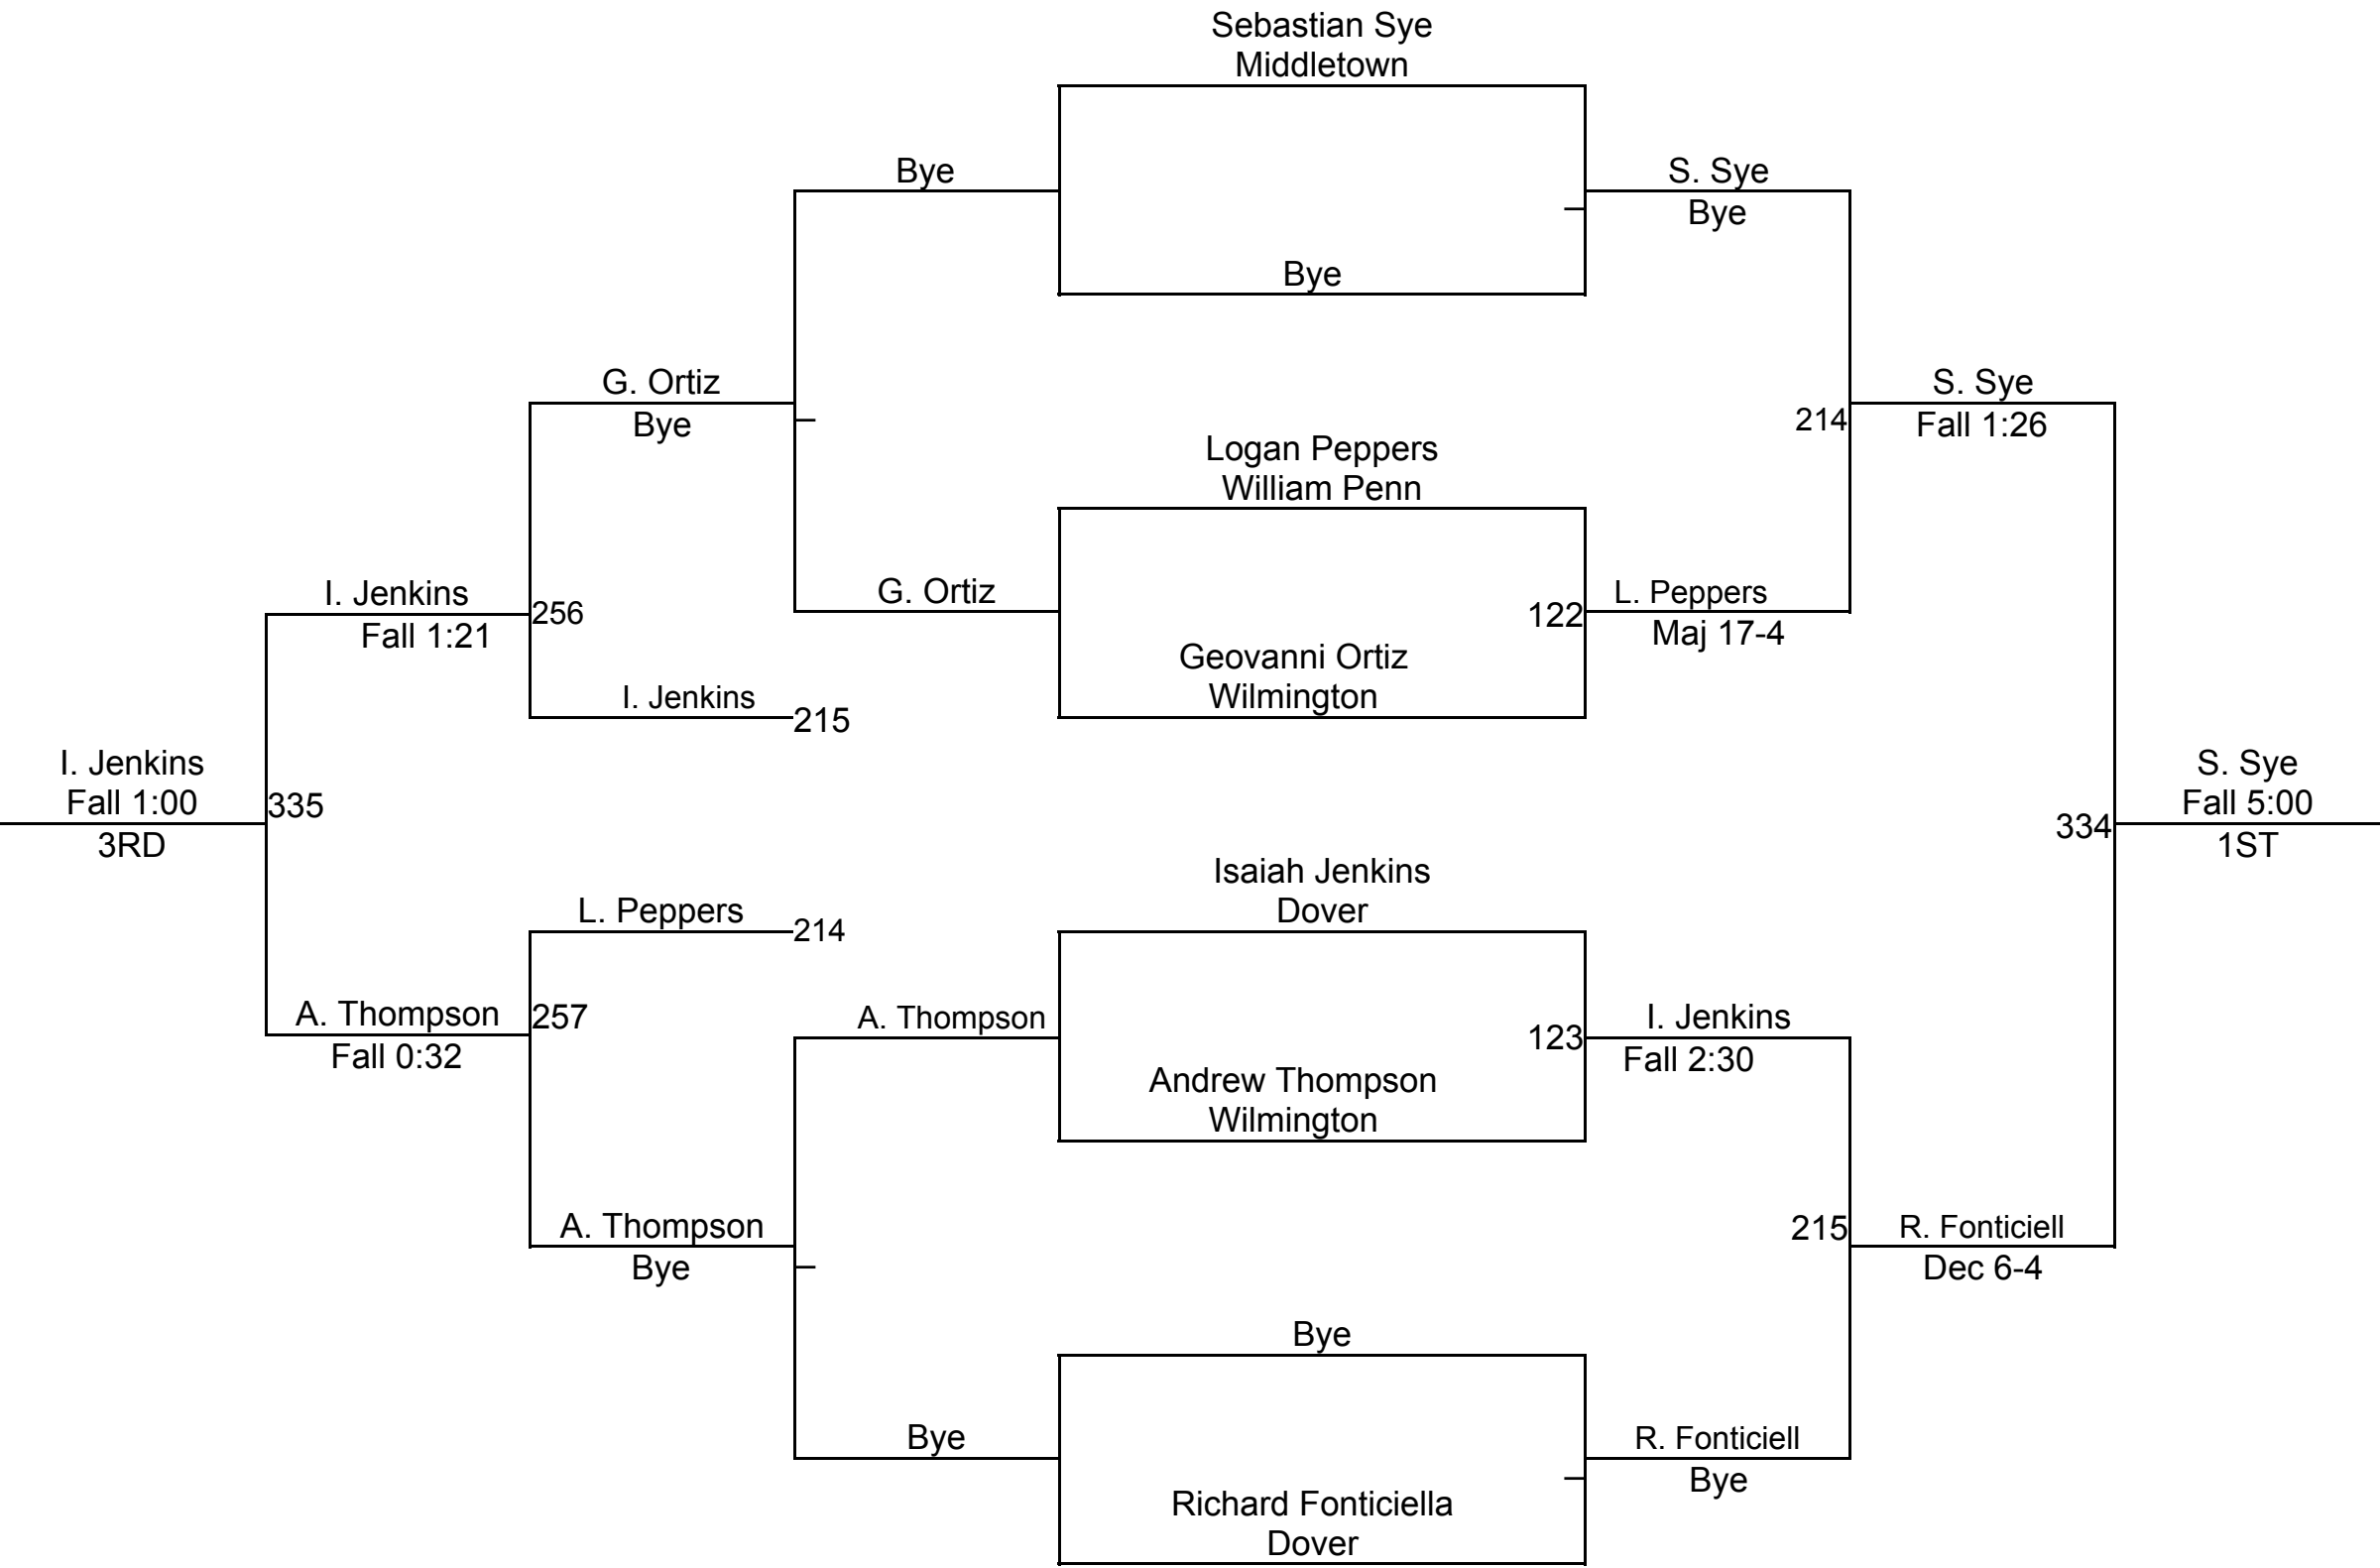 Sebastian Sye
Middletown
Bye
S. Sye
Bye
Bye
G. Ortiz
Bye
S. Sye
214
Fall 1:26
Logan Peppers
William Penn
I. Jenkins
256
Fall 1:21
G. Ortiz
122
L. Peppers
Maj 17-4
Geovanni Ortiz
Wilmington
I. Jenkins
215
I. Jenkins
Fall 1:00
335
3RD
S. Sye
Fall 5:00
334
1ST
Isaiah Jenkins
Dover
L. Peppers
214
A. Thompson
257
Fall 0:32
A. Thompson
123
I. Jenkins
Fall 2:30
Andrew Thompson
Wilmington
A. Thompson
Bye
215
R. Fonticiell
Dec 6-4
Bye
Bye
R. Fonticiell
Bye
Richard Fonticiella
Dover